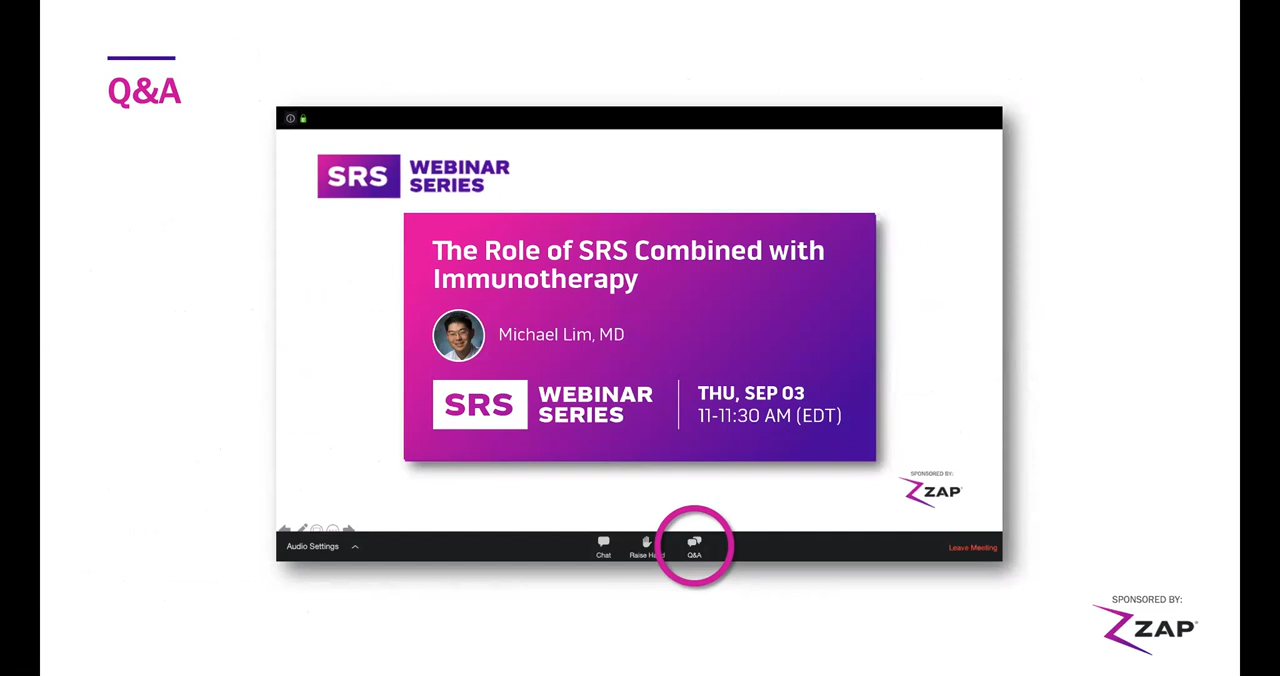 Q&A
SRS WEBINAR
SERIES
The Role of SRS Combined with
Immunotherapy
Michael Lim, MD
SRS WEBINAR
SERIES
THU, SEP 03
11-11:30 AM (EDT)
SPONSORED BY:
ZAP
Audio Settings
Chat
Raise
Q&A
Leave Meeting
SPONSORED BY:
ZAP